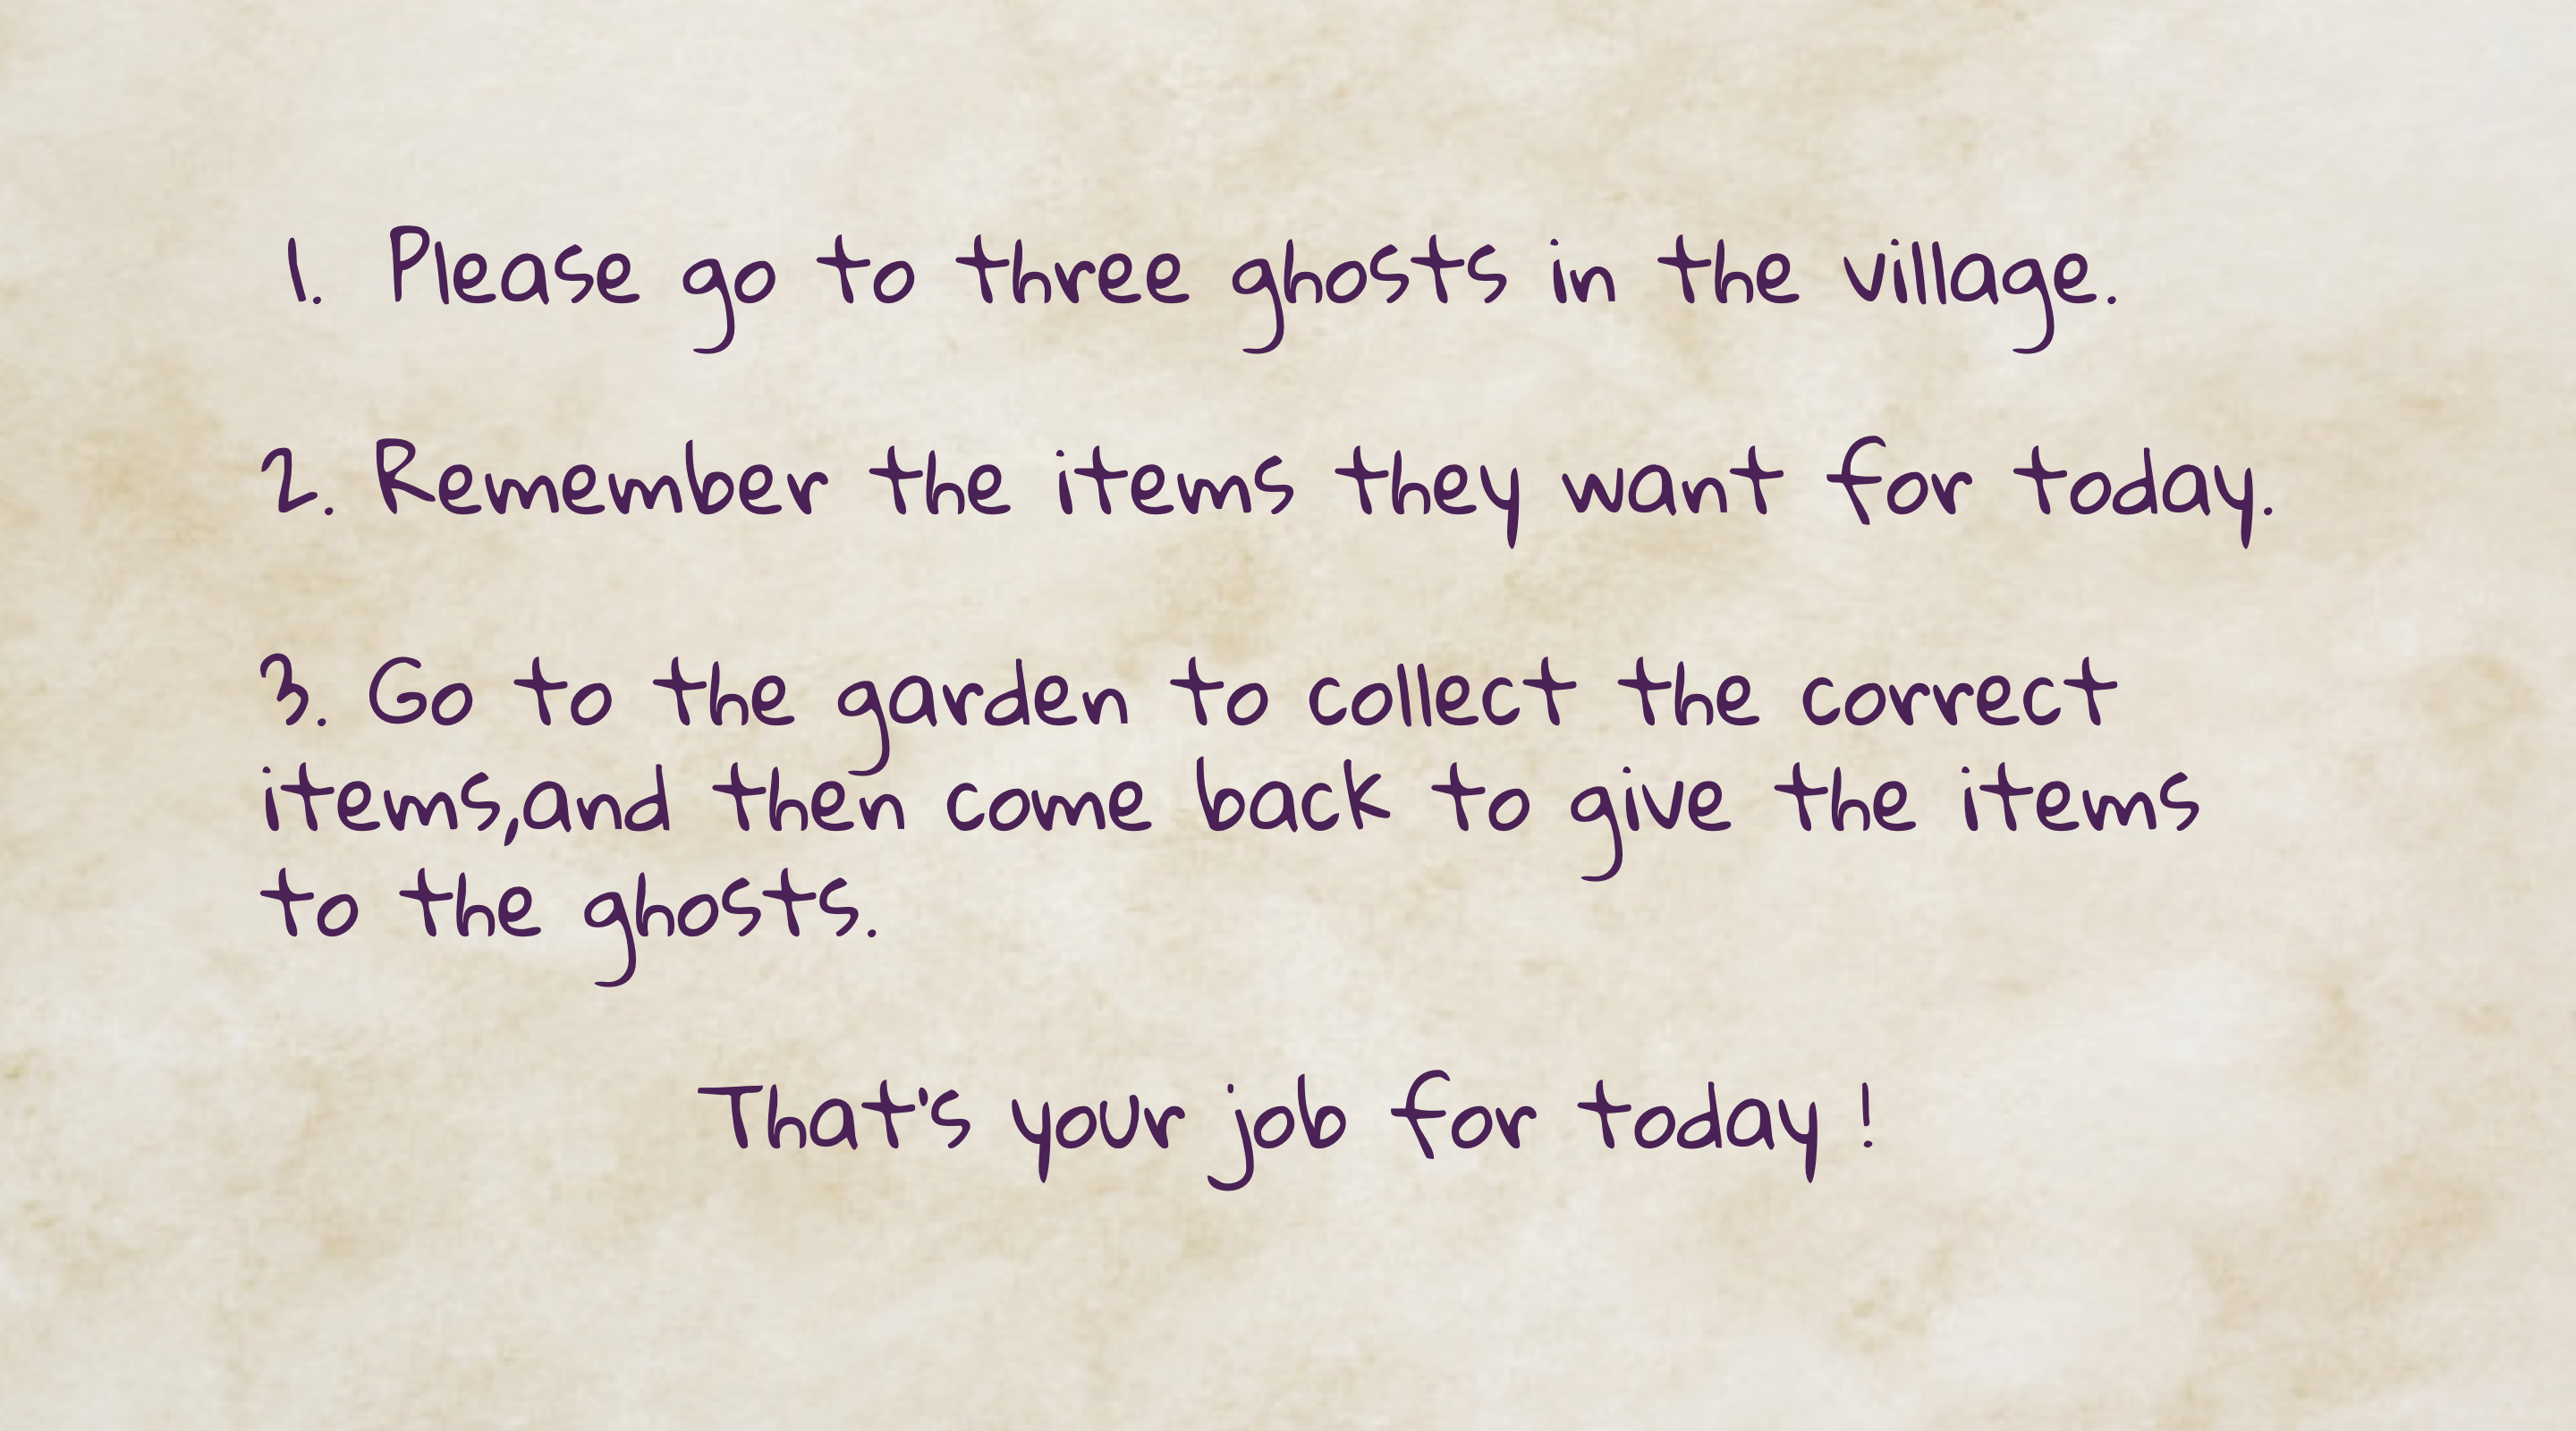 1. Please go to three ghosts in the village.
2. Remember the items they want for today.
3. Go to the garden to collect the correct
items,and then come back to give the items
to the ghosts.
That's your job for today !